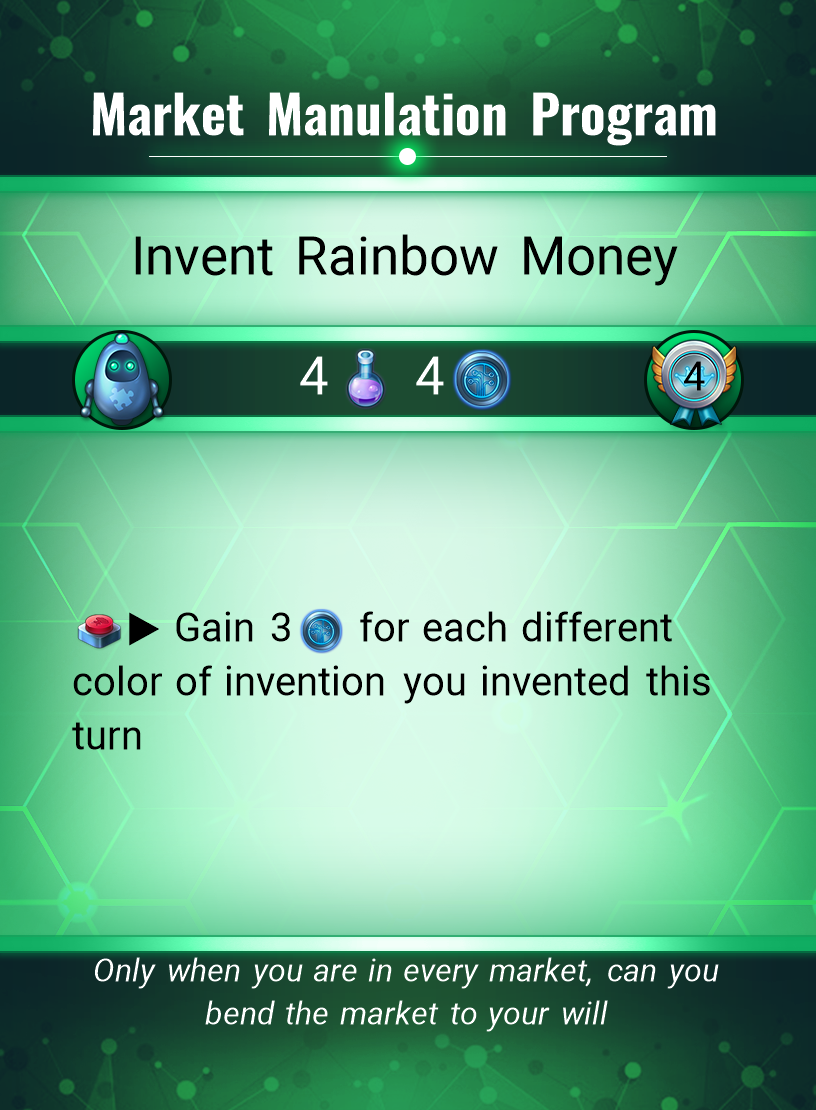 Market Manulation Program
Invent Rainbow Money
4 4 4
▶ Gain 3 for each different
color of invention you invented this
turn
Only when you are in every market, can you
bend the market to your will